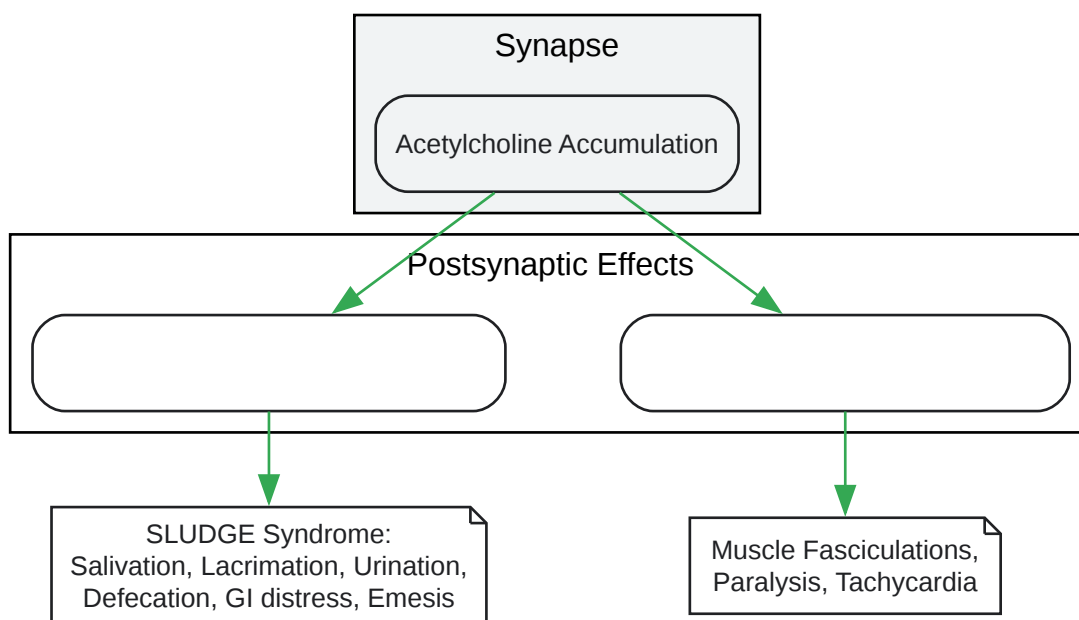 Synapse
Acetylcholine Accumulation
Postsynaptic Effects
SLUDGE Syndrome:
Salivation, Lacrimation, Urination,
Defecation, GI distress, Emesis
Muscle Fasciculations,
Paralysis, Tachycardia